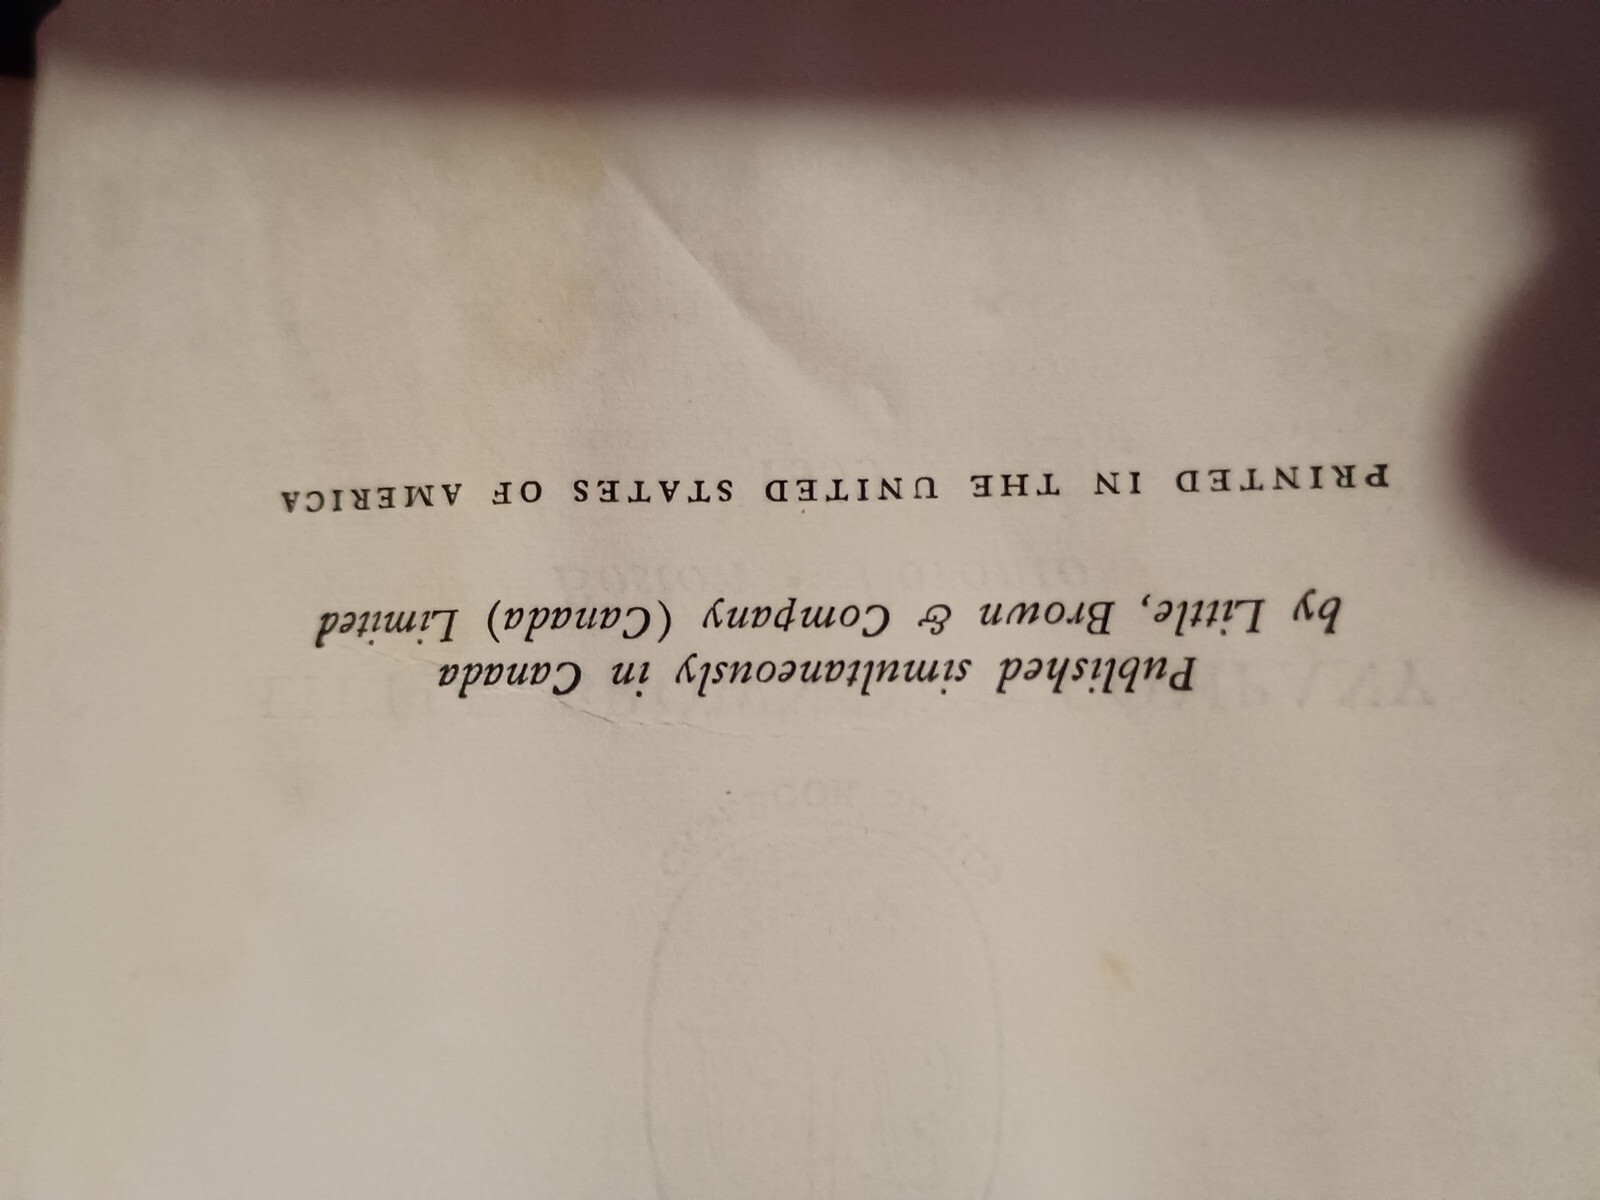 Published simultaneously in Canada
by Little, Brown & Company (Canada) Limited
PRINTED IN THE UNITED STATES OF AMERICA